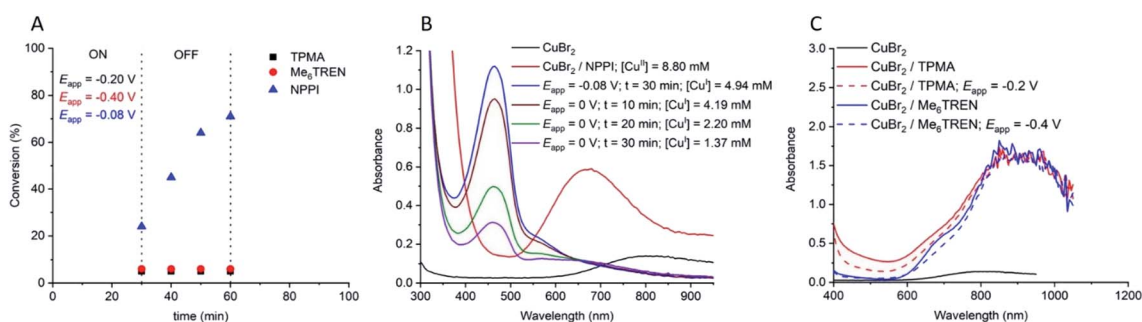 A
ON OFF
TPMA
Me₆TREN
NPPI
Eapp = -0.20 V
Eapp = -0.40 V
Eapp = -0.08 V
100
80
60
40
20
0
0 20 40 60 80 100
Conversion (%)
time (min)
B
CuBr₂
CuBr₂ / NPPI; [Cuᴵᴵ] = 8.80 mM
Eapp = -0.08 V; t = 30 min; [Cuᴵ] = 4.94 mM
Eapp = 0 V; t = 10 min; [Cuᴵ] = 4.19 mM
Eapp = 0 V; t = 20 min; [Cuᴵ] = 2.20 mM
Eapp = 0 V; t = 30 min; [Cuᴵ] = 1.37 mM
1.2
1.0
0.8
0.6
0.4
0.2
0.0
300 400 500 600 700 800 900
Absorbance
Wavelength (nm)
C
CuBr₂
CuBr₂ / TPMA
CuBr₂ / TPMA; Eapp = -0.2 V
CuBr₂ / Me₆TREN
CuBr₂ / Me₆TREN; Eapp = -0.4 V
3.0
2.5
2.0
1.5
1.0
0.5
0.0
400 600 800 1000 1200
Absorbance
Wavelength (nm)